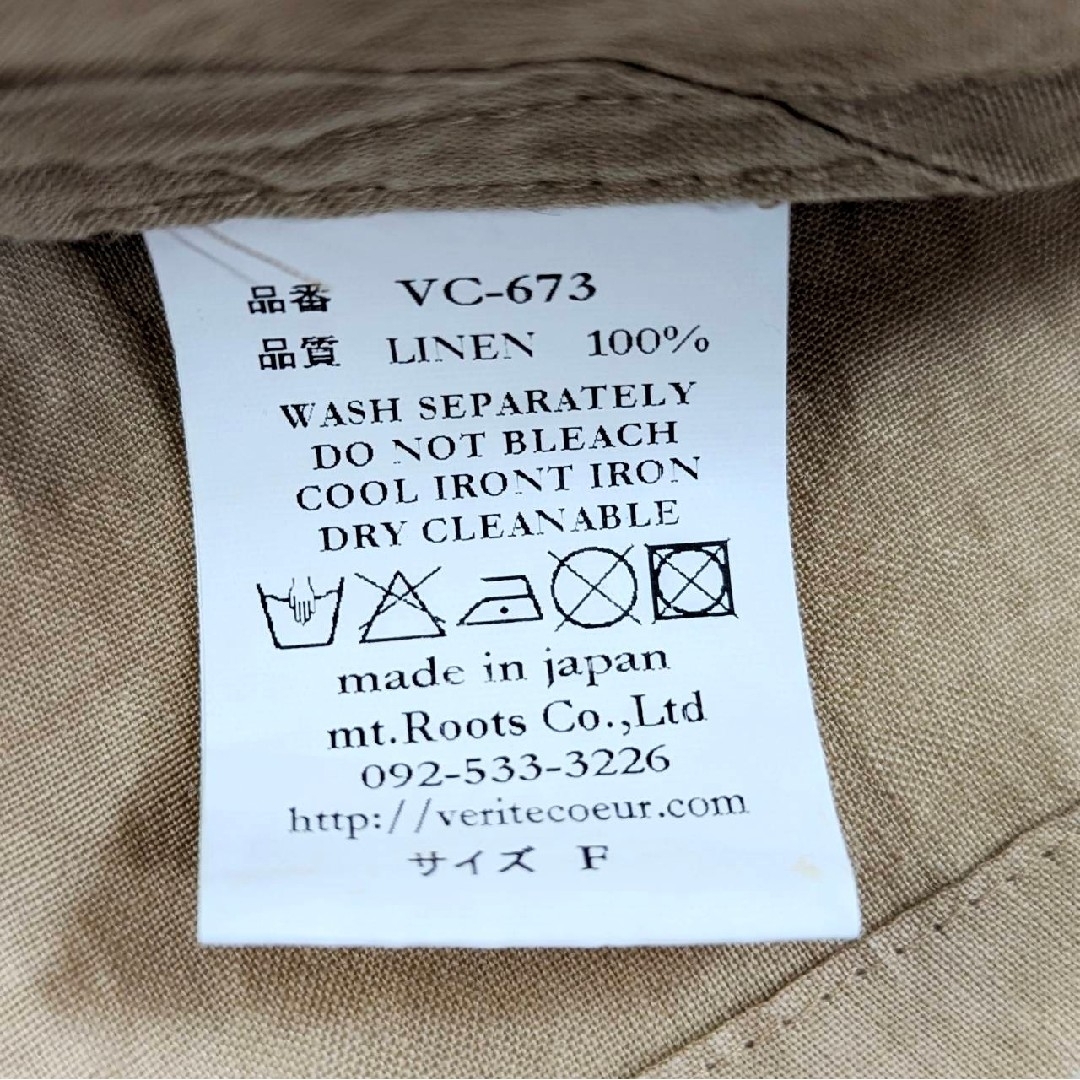 品番 VC-673
品質 LINEN 100%
WASH SEPARATELY
DO NOT BLEACH
COOL IRONT IRON
DRY CLEANABLE
made in japan
mt.Roots Co.,Ltd
092-533-3226
http://veritecoeur.com
サイズ F